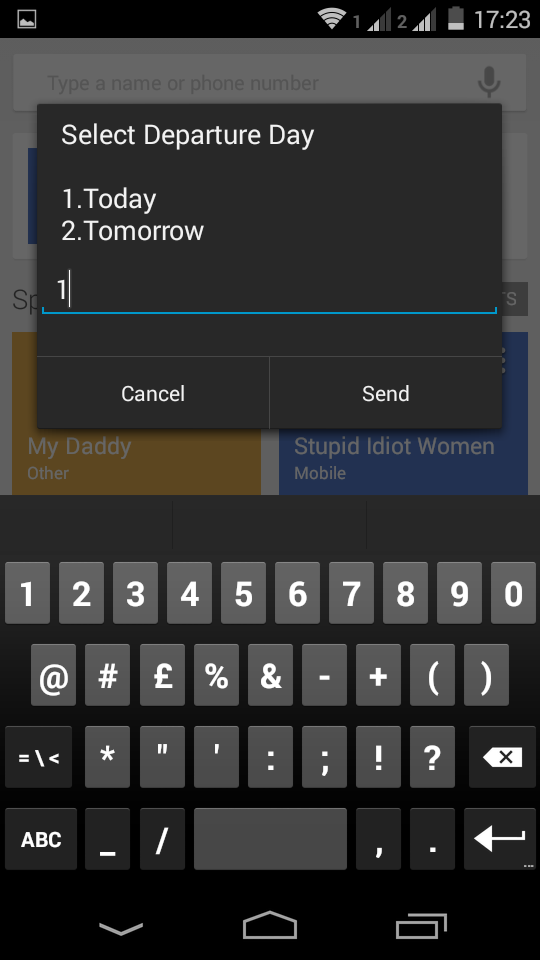 1 2 17:23
Type a name or phone number
Select Departure Day
1.Today
2.Tomorrow
1
Sp TS
Cancel Send
My Daddy Stupid Idiot Women
Other Mobile
1 2 3 4 5 6 7 8 9 0
@ # £ % & - + ( )
= \ < * " ' : ; ! ?
ABC _ / , . ...